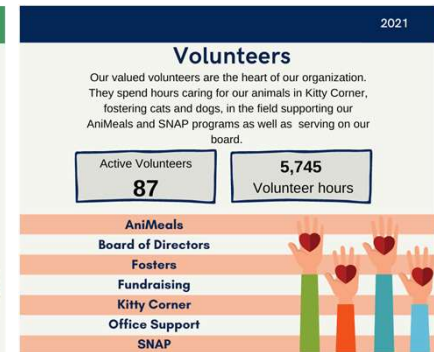 2021
Volunteers
Our valued volunteers are the heart of our organization.
They spend hours caring for our animals in Kitty Corner,
fostering cats and dogs, in the field supporting our
AniMeals and SNAP programs as well as serving on our
board.
Active Volunteers
87
5,745
Volunteer hours
AniMeals
Board of Directors
Fosters
Fundraising
Kitty Corner
Office Support
SNAP